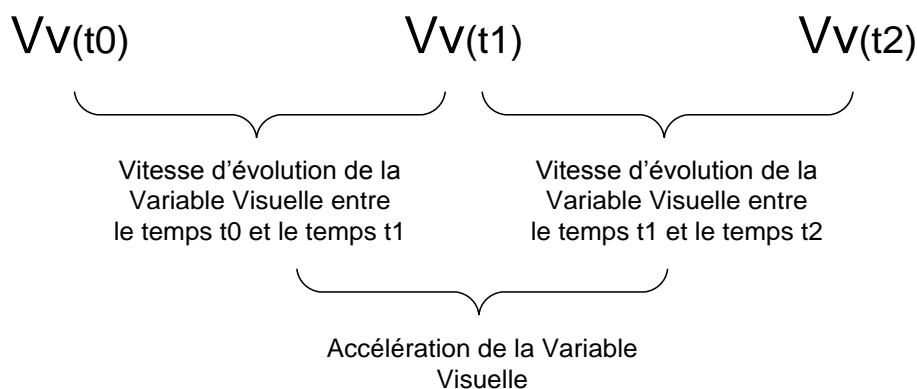 Vv(t0) Vv(t1) Vv(t2)
Vitesse d’évolution de la
Variable Visuelle entre
le temps t0 et le temps t1
Vitesse d’évolution de la
Variable Visuelle entre
le temps t1 et le temps t2
Accélération de la Variable
Visuelle